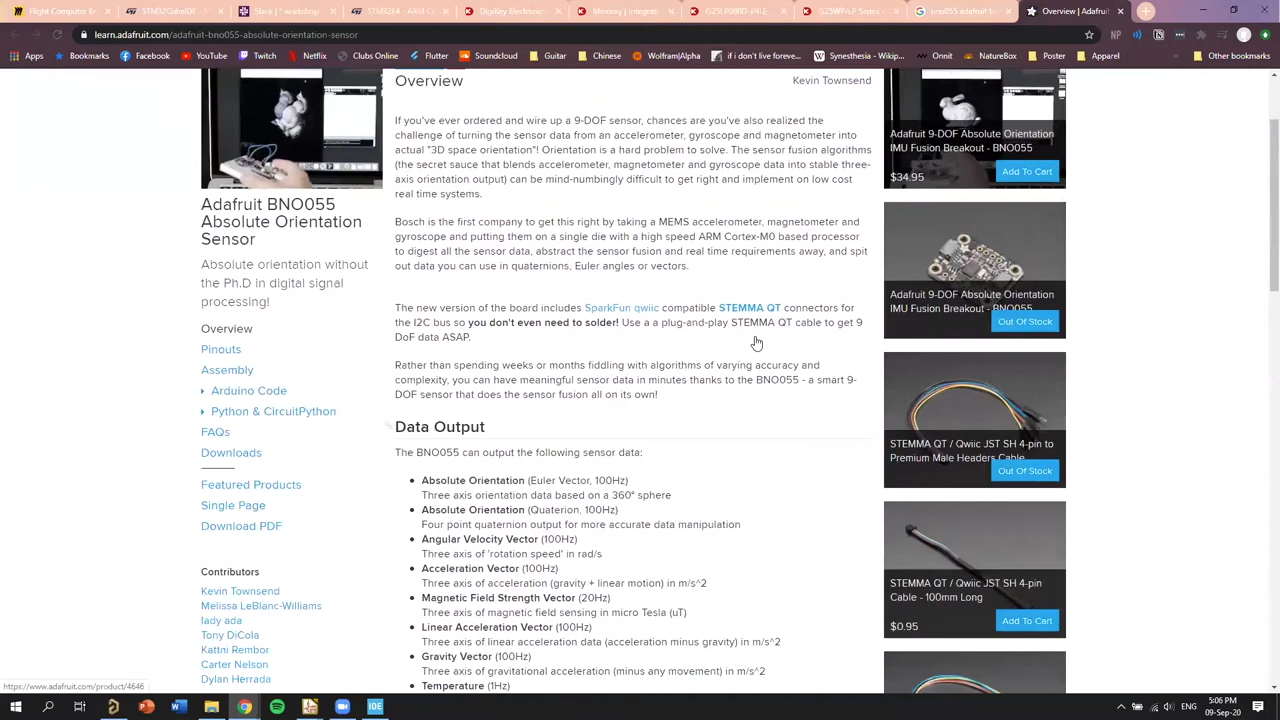 Flight Computer B
STM32CubeID
Slack | workshop
STM32F4 - ARM Co
DigiKey Electronic
Memory | Integrate
IS25LP080D-JNLE
IS25WP-LP Series
bno055 adafruit
Overview | Adafruit
learn.adafruit.com/adafruit-bno055-absolute-orientation-sensor
Apps
Bookmarks
Facebook
YouTube
Twitch
Netflix
Clubs Online
Flutter
Soundcloud
Guitar
Chinese
Wolfram|Alpha
if i don't live forev...
Synesthesia - Wikip...
Onnit
NatureBox
Poster
Apparel
Other bookmarks
Adafruit BNO055
Absolute Orientation
Sensor
Absolute orientation without
the Ph.D in digital signal
processing!
Overview
Pinouts
Assembly
Arduino Code
Python & CircuitPython
FAQs
Downloads
Featured Products
Single Page
Download PDF
Contributors
Kevin Townsend
Melissa LeBlanc-Williams
lady ada
Tony DiCola
Kattni Rembor
Carter Nelson
Dylan Herrada
Overview
Kevin Townsend
If you've ever ordered and wire up a 9-DOF sensor, chances are you've also realized the
challenge of turning the sensor data from an accelerometer, gyroscope and magnetometer into
actual "3D space orientation"! Orientation is a hard problem to solve. The sensor fusion algorithms
(the secret sauce that blends accelerometer, magnetometer and gyroscope data into stable three-
axis orientation output) can be mind-numbingly difficult to get right and implement on low cost
real time systems.
Bosch is the first company to get this right by taking a MEMS accelerometer, magnetometer and
gyroscope and putting them on a single die with a high speed ARM Cortex-M0 based processor
to digest all the sensor data, abstract the sensor fusion and real time requirements away, and spit
out data you can use in quaternions, Euler angles or vectors.
The new version of the board includes SparkFun qwiic compatible STEMMA QT connectors for
the I2C bus so you don't even need to solder! Use a a plug-and-play STEMMA QT cable to get 9
DoF data ASAP.
Rather than spending weeks or months fiddling with algorithms of varying accuracy and
complexity, you can have meaningful sensor data in minutes thanks to the BNO055 - a smart 9-
DOF sensor that does the sensor fusion all on its own!
Data Output
The BNO055 can output the following sensor data:
Absolute Orientation (Euler Vector, 100Hz)
Three axis orientation data based on a 360° sphere
Absolute Orientation (Quaterion, 100Hz)
Four point quaternion output for more accurate data manipulation
Angular Velocity Vector (100Hz)
Three axis of 'rotation speed' in rad/s
Acceleration Vector (100Hz)
Three axis of acceleration (gravity + linear motion) in m/s^2
Magnetic Field Strength Vector (20Hz)
Three axis of magnetic field sensing in micro Tesla (uT)
Linear Acceleration Vector (100Hz)
Three axis of linear acceleration data (acceleration minus gravity) in m/s^2
Gravity Vector (100Hz)
Three axis of gravitational acceleration (minus any movement) in m/s^2
Temperature (1Hz)
Adafruit 9-DOF Absolute Orientation
IMU Fusion Breakout - BNO055
$34.95
Add To Cart
Adafruit 9-DOF Absolute Orientation
IMU Fusion Breakout - BNO055
Out Of Stock
STEMMA QT / Qwiic JST SH 4-pin to
Premium Male Headers Cable
Out Of Stock
STEMMA QT / Qwiic JST SH 4-pin
Cable - 100mm Long
$0.95
Add To Cart
https://www.adafruit.com/product/4646
IDE
5:06 PM
09-Sep-20